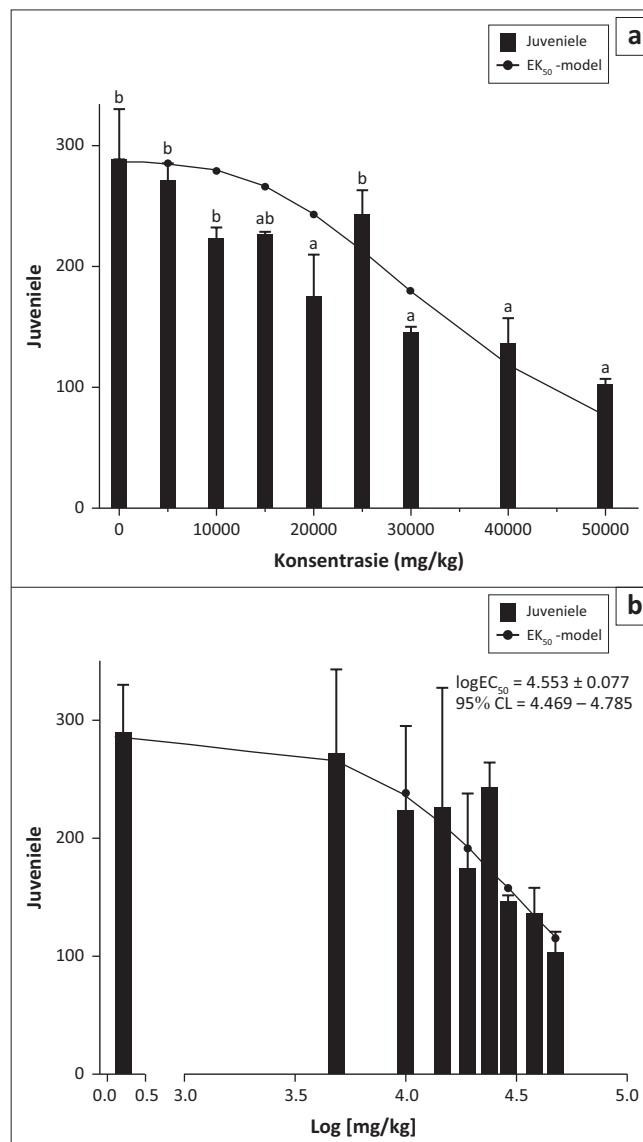 a
Juveniele
EK₅₀ -model
b
b
b
ab
a
b
a
a
a
300
200
100
0
Juveniele
0
10000
20000
30000
40000
50000
Konsentrasie (mg/kg)
b
Juveniele
EK₅₀ -model
logEC₅₀ = 4.553 ± 0.077
95% CL = 4.469 – 4.785
300
200
100
0
Juveniele
0.0
0.5
3.0
3.5
4.0
4.5
5.0
Log [mg/kg]